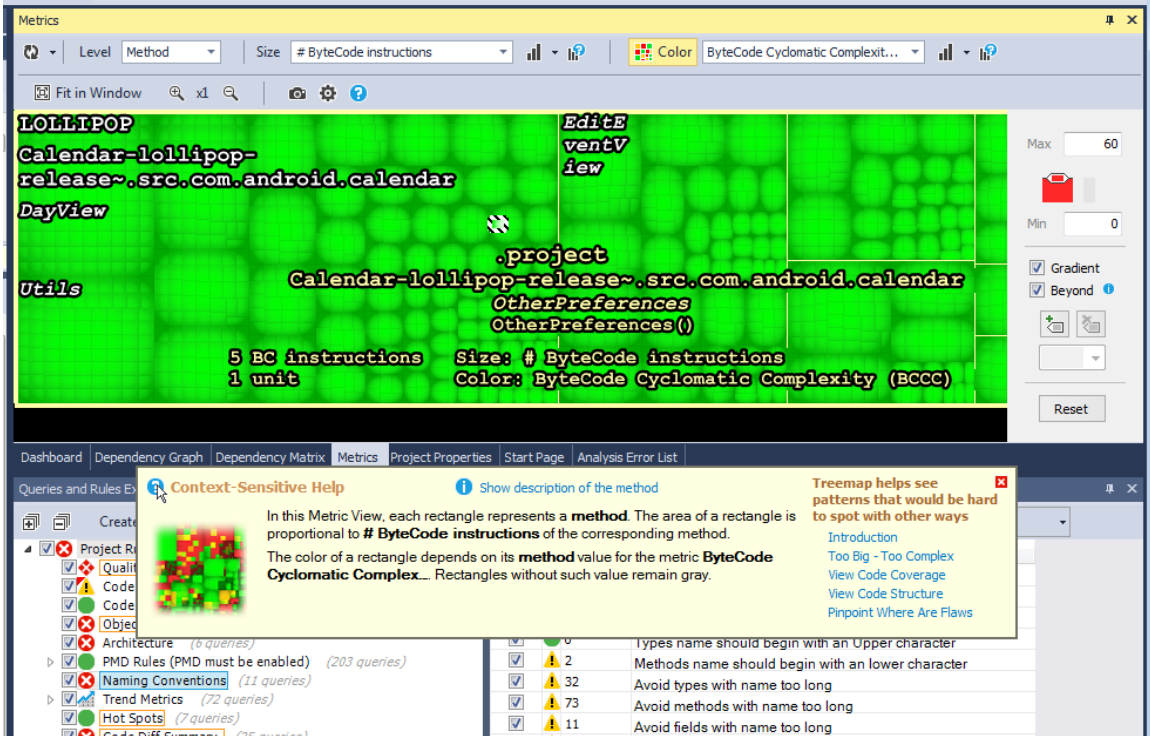 Metrics
Level Method Size # ByteCode instructions Color ByteCode Cyclomatic Complexit...
Fit in Window x1
LOLLIPOP
Calendar-lollipop-
release~.src.com.android.calendar
DayView
Utils
EditE
ventV
iew
.project
Calendar-lollipop-release~.src.com.android.calendar
OtherPreferences
OtherPreferences()
5 BC instructions Size: # ByteCode instructions
1 unit Color: ByteCode Cyclomatic Complexity (BCCC)
Max 60
Min 0
Gradient
Beyond
Reset
Dashboard Dependency Graph Dependency Matrix Metrics Project Properties Start Page Analysis Error List
Queries and Rules Ex
Create
Context-Sensitive Help
Show description of the method
In this Metric View, each rectangle represents a method. The area of a rectangle is
proportional to # ByteCode instructions of the corresponding method.
The color of a rectangle depends on its method value for the metric ByteCode
Cyclomatic Complex... Rectangles without such value remain gray.
Treemap helps see
patterns that would be hard
to spot with other ways
Introduction
Too Big - Too Complex
View Code Coverage
View Code Structure
Pinpoint Where Are Flaws
Project Ru
Qualit
Code
Code
Objec
Architecture (6 queries)
PMD Rules (PMD must be enabled) (203 queries)
Naming Conventions (11 queries)
Trend Metrics (72 queries)
Hot Spots (7 queries)
Code Diff Summary (25 queries)
0 Types name should begin with an Upper character
2 Methods name should begin with an lower character
32 Avoid types with name too long
73 Avoid methods with name too long
11 Avoid fields with name too long